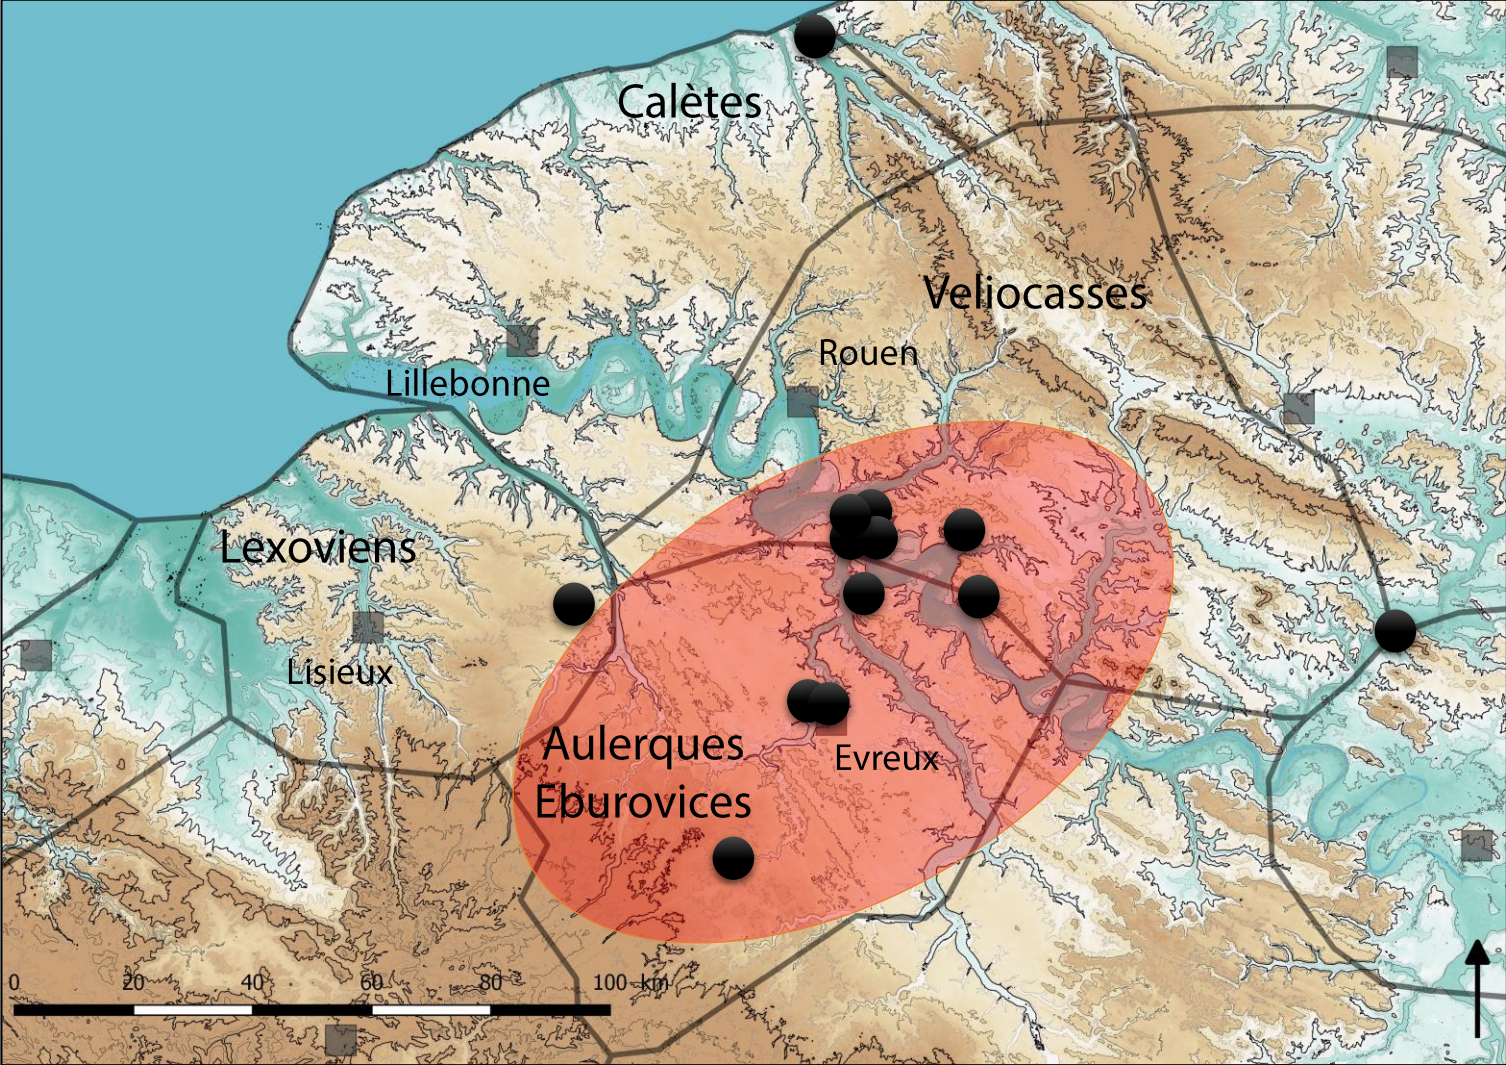 Calètes
Veliocasses
Rouen
Lillebonne
Lexoviens
Lisieux
Aulerques
Eburovices
Evreux
0 20 40 60 80 100 km